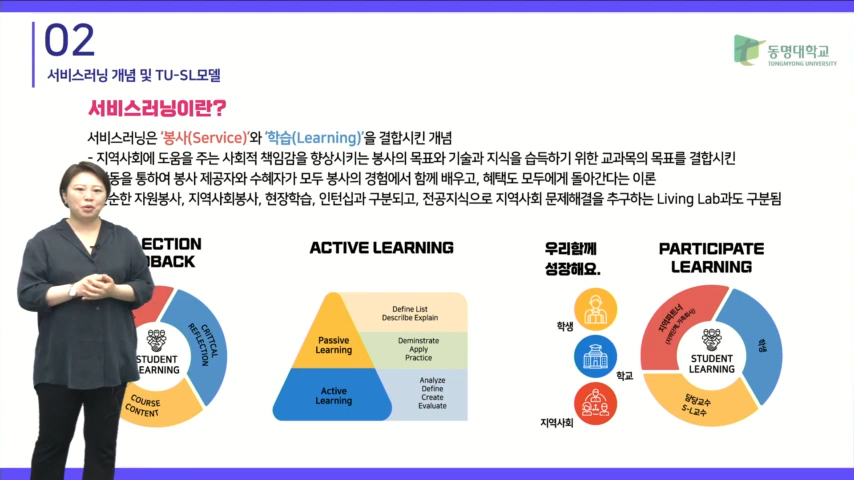 02
서비스러닝 개념 및 TU-SL모델
동명대학교
TONGMYONG UNIVERSITY
서비스러닝이란?
서비스러닝은 '봉사(Service)'와 '학습(Learning)'을 결합시킨 개념
- 지역사회에 도움을 주는 사회적 책임감을 향상시키는 봉사의 목표와 기술과 지식을 습득하기 위한 교과목의 목표를 결합시킨
통하여 봉사 제공자와 수혜자가 모두 봉사의 경험에서 함께 배우고, 혜택도 모두에게 돌아간다는 이론
자원봉사, 지역사회봉사, 현장학습, 인턴십과 구분되고, 전공지식으로 지역사회 문제해결을 추구하는 Living Lab과도 구분됨
CRITTCAL
REFLECTION
STUDENT
LEARNING
COURSE
CONTENT
ACTIVE LEARNING
Passive
Learning
Active
Learning
Define List
Describe Explain
Deminstrate
Apply
Practice
Analyze
Define
Create
Evaluate
우리함께
성장해요.
학생
학교
지역사회
PARTICIPATE
LEARNING
지역파트너
학생
STUDENT
LEARNING
담당교수
S-L교수